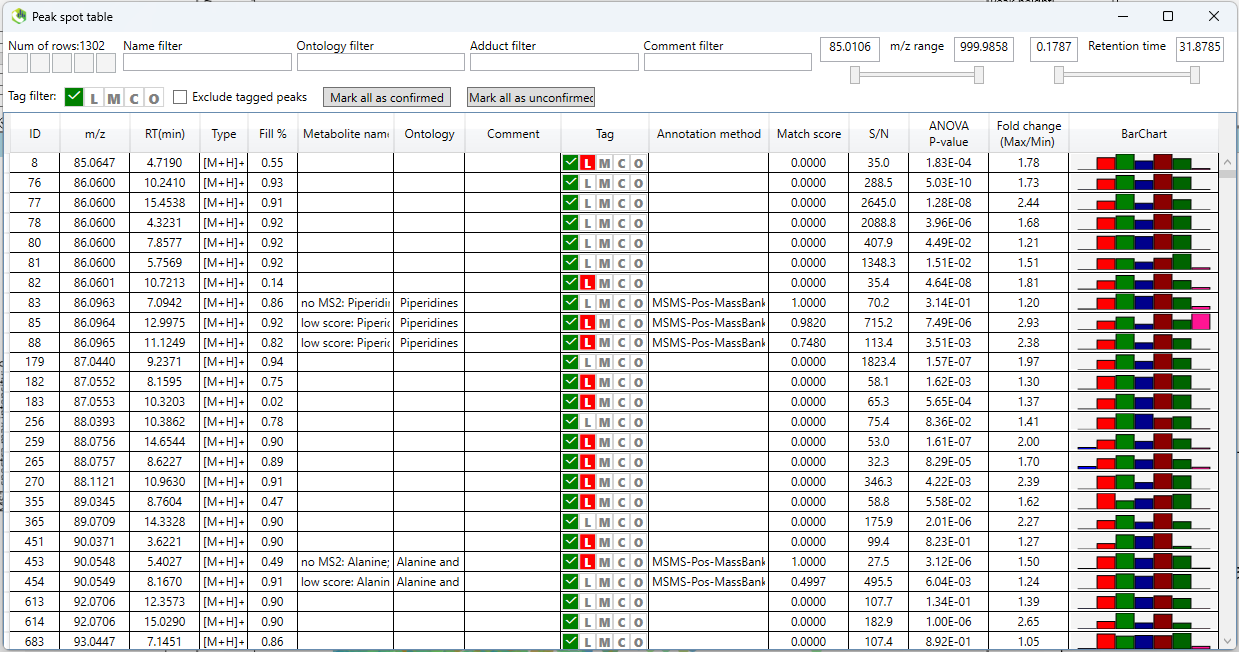 Peak spot table
Num of rows:1302 Name filter Ontology filter Adduct filter Comment filter 85.0106 m/z range 999.9858 0.1787 Retention time 31.8785
Tag filter: L M C O Exclude tagged peaks Mark all as confirmed Mark all as unconfirmed
ID m/z RT(min) Type Fill % Metabolite name Ontology Comment Tag Annotation method Match score S/N ANOVA P-value Fold change (Max/Min) BarChart
8 85.0647 4.7190 [M+H]+ 0.55 L M C O 0.0000 35.0 1.83E-04 1.78
76 86.0600 10.2410 [M+H]+ 0.93 L M C O 0.0000 288.5 5.03E-10 1.73
77 86.0600 15.4538 [M+H]+ 0.91 L M C O 0.0000 2645.0 1.28E-08 2.44
78 86.0600 4.3231 [M+H]+ 0.92 L M C O 0.0000 2088.8 3.96E-06 1.68
80 86.0600 7.8577 [M+H]+ 0.92 L M C O 0.0000 407.9 4.49E-02 1.21
81 86.0600 5.7569 [M+H]+ 0.92 L M C O 0.0000 1348.3 1.51E-02 1.51
82 86.0601 10.7213 [M+H]+ 0.14 L M C O 0.0000 35.4 4.64E-08 1.81
83 86.0963 7.0942 [M+H]+ 0.86 no MS2: Piperidin Piperidines L M C O MSMS-Pos-MassBank 1.0000 70.2 3.14E-01 1.20
85 86.0964 12.9975 [M+H]+ 0.92 low score: Piperid Piperidines L M C O MSMS-Pos-MassBank 0.9820 715.2 7.49E-06 2.93
88 86.0965 11.1249 [M+H]+ 0.82 low score: Piperid Piperidines L M C O MSMS-Pos-MassBank 0.7480 113.4 3.51E-03 2.38
179 87.0440 9.2371 [M+H]+ 0.94 L M C O 0.0000 1823.4 1.57E-07 1.97
182 87.0552 8.1595 [M+H]+ 0.75 L M C O 0.0000 58.1 1.62E-03 1.30
183 87.0553 10.3203 [M+H]+ 0.02 L M C O 0.0000 65.3 5.65E-04 1.37
256 88.0393 10.3862 [M+H]+ 0.78 L M C O 0.0000 75.4 8.36E-02 1.41
259 88.0756 14.6544 [M+H]+ 0.90 L M C O 0.0000 53.0 1.61E-07 2.00
265 88.0757 8.6227 [M+H]+ 0.89 L M C O 0.0000 32.3 8.29E-05 1.70
270 88.1121 10.9630 [M+H]+ 0.91 L M C O 0.0000 346.3 4.22E-03 2.39
355 89.0345 8.7604 [M+H]+ 0.47 L M C O 0.0000 58.8 5.58E-02 1.62
365 89.0709 14.3328 [M+H]+ 0.90 L M C O 0.0000 175.9 2.01E-06 2.27
451 90.0371 3.6221 [M+H]+ 0.90 L M C O 0.0000 99.4 8.23E-01 1.27
453 90.0548 5.4027 [M+H]+ 0.49 no MS2: Alanine; Alanine and L M C O MSMS-Pos-MassBank 1.0000 27.5 3.12E-06 1.50
454 90.0549 8.1670 [M+H]+ 0.91 low score: Alanin Alanine and L M C O MSMS-Pos-MassBank 0.4997 495.5 6.04E-03 1.24
613 92.0706 12.3573 [M+H]+ 0.90 L M C O 0.0000 107.7 1.34E-01 1.39
614 92.0706 15.0290 [M+H]+ 0.90 L M C O 0.0000 182.9 1.00E-06 2.65
683 93.0447 7.1451 [M+H]+ 0.86 L M C O 0.0000 107.4 8.92E-01 1.05